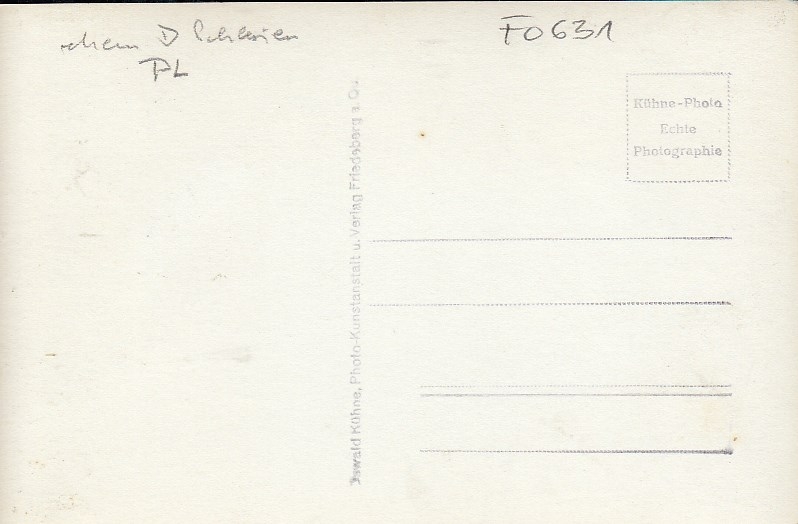 ehem D Schlesien
PL
F0631
Kühne-Photo
Echte
Photographie
Oswald Kühne, Photo-Kunstanstalt u. Verlag Friedeberg a. Qu.